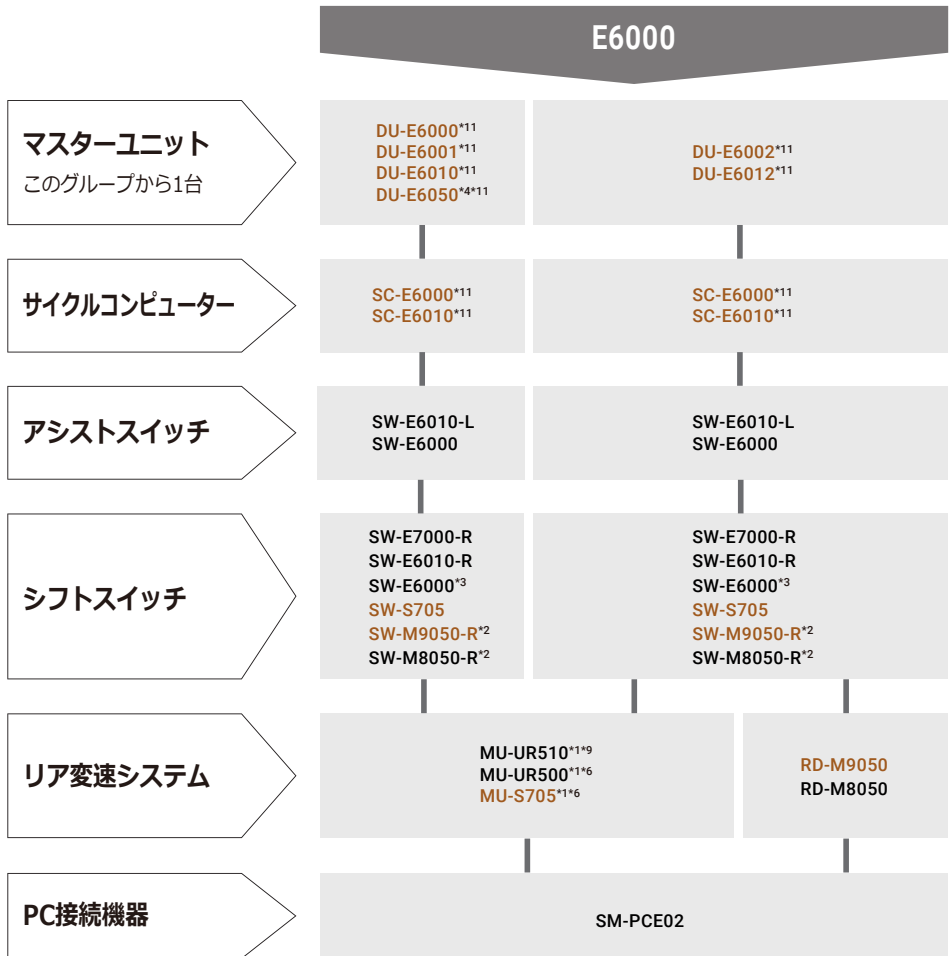 E6000
マスターユニット
このグループから1台
DU-E6000*11
DU-E6001*11
DU-E6010*11
DU-E6050*4*11
DU-E6002*11
DU-E6012*11
サイクルコンピューター
SC-E6000*11
SC-E6010*11
SC-E6000*11
SC-E6010*11
アシストスイッチ
SW-E6010-L
SW-E6000
SW-E6010-L
SW-E6000
シフトスイッチ
SW-E7000-R
SW-E6010-R
SW-E6000*3
SW-S705
SW-M9050-R*2
SW-M8050-R*2
SW-E7000-R
SW-E6010-R
SW-E6000*3
SW-S705
SW-M9050-R*2
SW-M8050-R*2
リア変速システム
MU-UR510*1*9
MU-UR500*1*6
MU-S705*1*6
RD-M9050
RD-M8050
PC接続機器
SM-PCE02